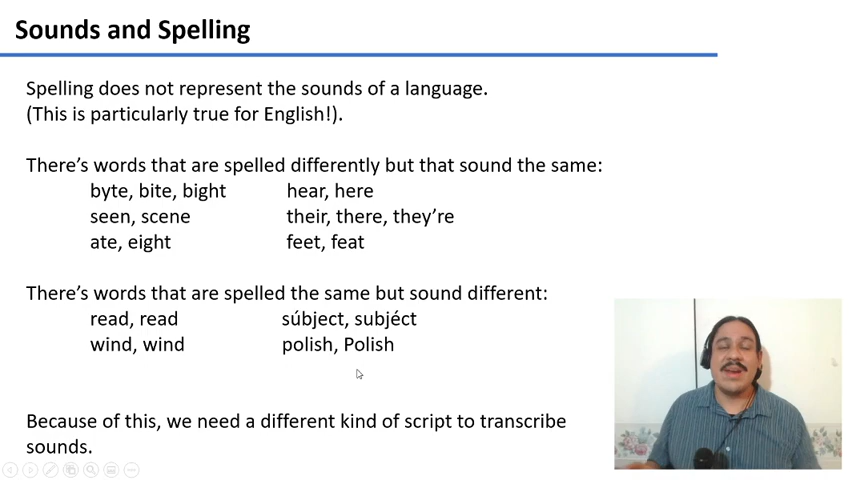 Sounds and Spelling
Spelling does not represent the sounds of a language.
(This is particularly true for English!).
There’s words that are spelled differently but that sound the same:
byte, bite, bight hear, here
seen, scene their, there, they’re
ate, eight feet, feat
There’s words that are spelled the same but sound different:
read, read súbject, subjéct
wind, wind polish, Polish
Because of this, we need a different kind of script to transcribe
sounds.